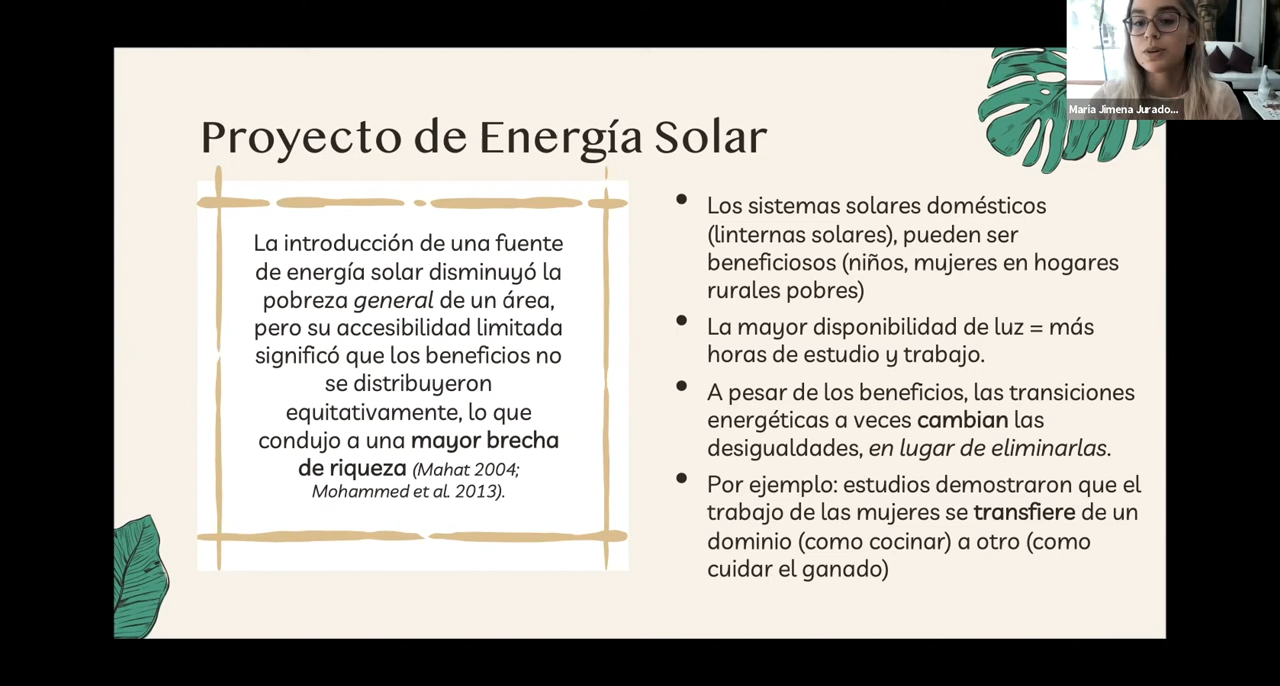 Proyecto de Energía Solar
La introducción de una fuente
de energía solar disminuyó la
pobreza general de un área,
pero su accesibilidad limitada
significó que los beneficios no
se distribuyeron
equitativamente, lo que
condujo a una mayor brecha
de riqueza (Mahat 2004;
Mohammed et al. 2013).
• Los sistemas solares domésticos
(linternas solares), pueden ser
beneficiosos (niños, mujeres en hogares
rurales pobres)
• La mayor disponibilidad de luz = más
horas de estudio y trabajo.
• A pesar de los beneficios, las transiciones
energéticas a veces cambian las
desigualdades, en lugar de eliminarlas.
• Por ejemplo: estudios demostraron que el
trabajo de las mujeres se transfiere de un
dominio (como cocinar) a otro (como
cuidar el ganado)
Maria Jimena Jurado...